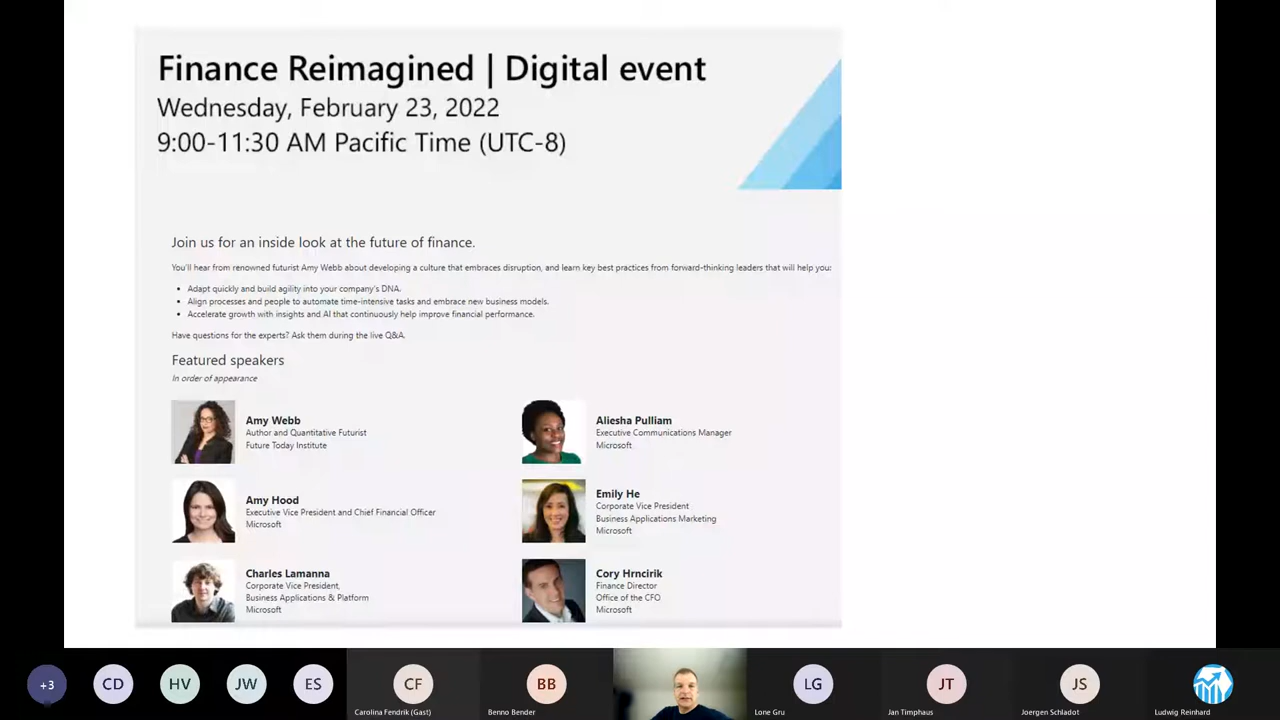 Finance Reimagined | Digital event
Wednesday, February 23, 2022
9:00-11:30 AM Pacific Time (UTC-8)
Join us for an inside look at the future of finance.
You'll hear from renowned futurist Amy Webb about developing a culture that embraces disruption, and learn key best practices from forward-thinking leaders that will help you:
• Adapt quickly and build agility into your company's DNA.
• Align processes and people to automate time-intensive tasks and embrace new business models.
• Accelerate growth with insights and AI that continuously help improve financial performance.
Have questions for the experts? Ask them during the live Q&A.
Featured speakers
In order of appearance
Amy Webb
Author and Quantitative Futurist
Future Today Institute
Aliesha Pulliam
Executive Communications Manager
Microsoft
Amy Hood
Executive Vice President and Chief Financial Officer
Microsoft
Emily He
Corporate Vice President
Business Applications Marketing
Microsoft
Charles Lamanna
Corporate Vice President,
Business Applications & Platform
Microsoft
Cory Hrncirik
Finance Director
Office of the CFO
Microsoft
+3
CD
HV
JW
ES
CF
Carolina Fendrik (Gast)
BB
Benno Bender
LG
Lone Gru
JT
Jan Timphaus
JS
Joergen Schladot
Ludwig Reinhard